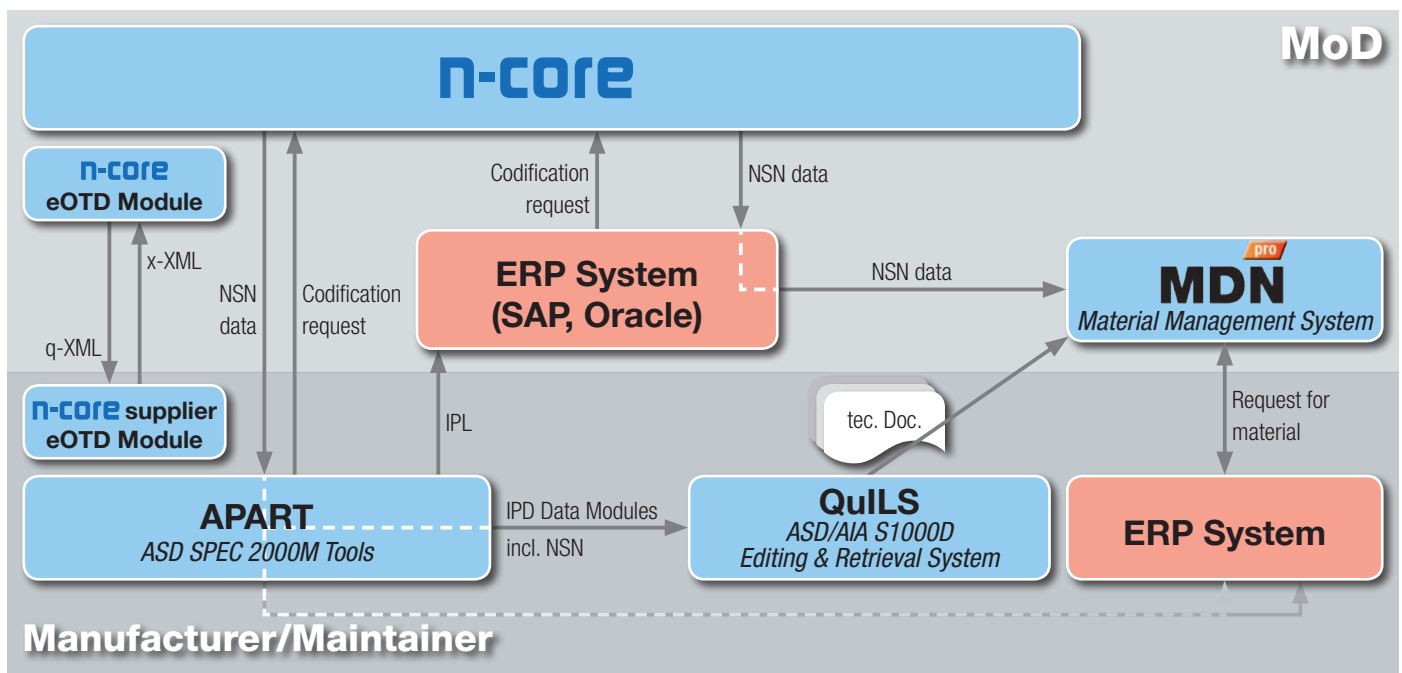 MoD
n-core
n-core
eOTD Module
Codification
request
NSN data
x-XML
NSN
data
Codification
request
ERP System
(SAP, Oracle)
NSN data
pro
MDN
Material Management System
q-XML
n-core supplier
eOTD Module
IPL
tec. Doc.
Request for
material
APART
ASD SPEC 2000M Tools
IPD Data Modules
incl. NSN
QuILS
ASD/AIA S1000D
Editing & Retrieval System
ERP System
Manufacturer/Maintainer